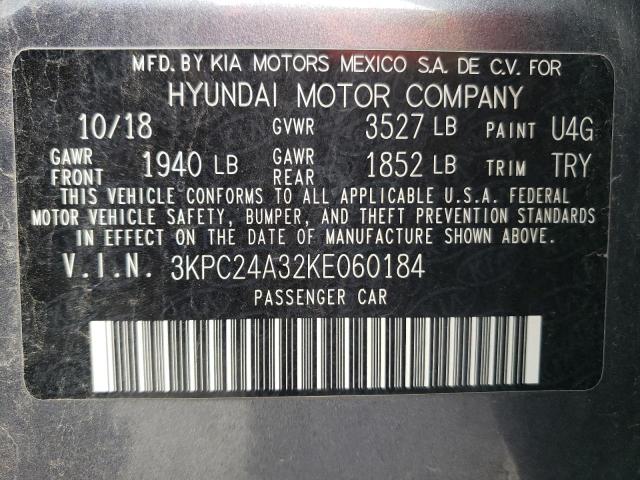 MFD. BY KIA MOTORS MEXICO S.A. DE C.V. FOR
HYUNDAI MOTOR COMPANY
10/18 GVWR 3527 LB PAINT U4G
GAWR FRONT 1940 LB GAWR REAR 1852 LB TRIM TRY
THIS VEHICLE CONFORMS TO ALL APPLICABLE U.S.A. FEDERAL
MOTOR VEHICLE SAFETY, BUMPER, AND THEFT PREVENTION STANDARDS
IN EFFECT ON THE DATE OF MANUFACTURE SHOWN ABOVE.
V.I.N. 3KPC24A32KE060184
PASSENGER CAR